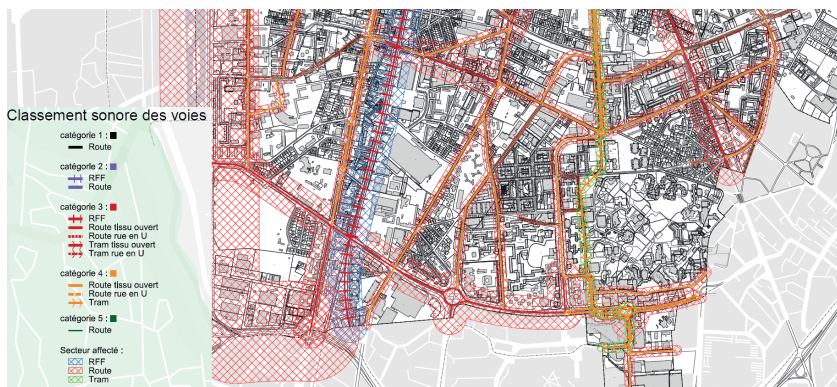 Classement sonore des voies
catégorie 1 :
Route
catégorie 2 :
RFF
Route
catégorie 3 :
RFF
Route tissu ouvert
Route rue en U
Tram tissu ouvert
Tram rue en U
catégorie 4 :
Route tissu ouvert
Route rue en U
Tram
catégorie 5 :
Route
Secteur affecté :
RFF
Route
Tram